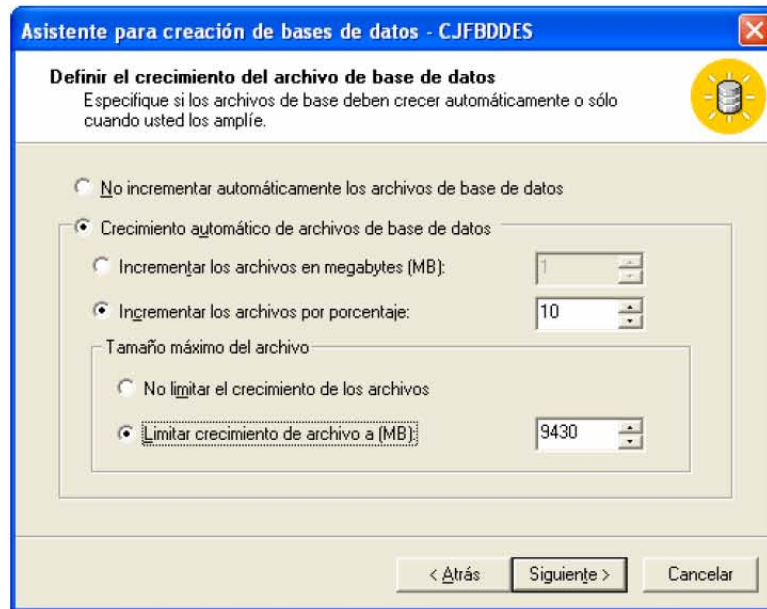 Asistente para creación de bases de datos - CJFBDDES
Definir el crecimiento del archivo de base de datos
Especifique si los archivos de base deben crecer automáticamente o sólo
cuando usted los amplíe.
No incrementar automáticamente los archivos de base de datos
Crecimiento automático de archivos de base de datos
Incrementar los archivos en megabytes (MB): 1
Incrementar los archivos por porcentaje: 10
Tamaño máximo del archivo
No limitar el crecimiento de los archivos
Limitar crecimiento de archivo a (MB): 9430
< Atrás Siguiente > Cancelar